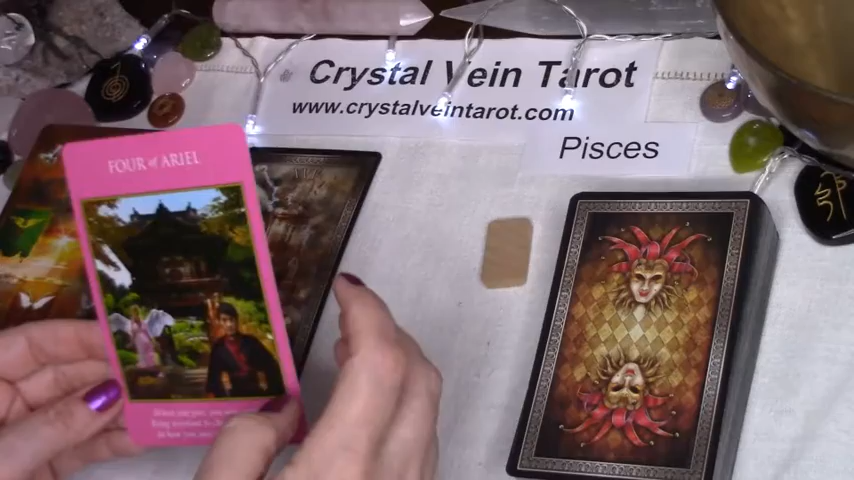 Crystal Vein Tarot
www.crystalveintarot.com
Pisces
FOUR of ARIEL